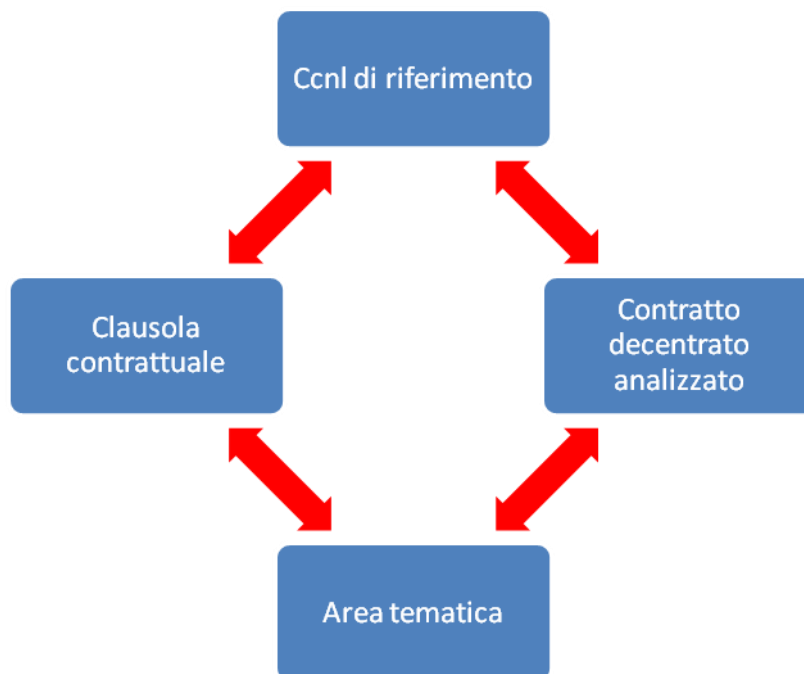 Ccnl di riferimento
Clausola
contrattuale
Contratto
decentrato
analizzato
Area tematica